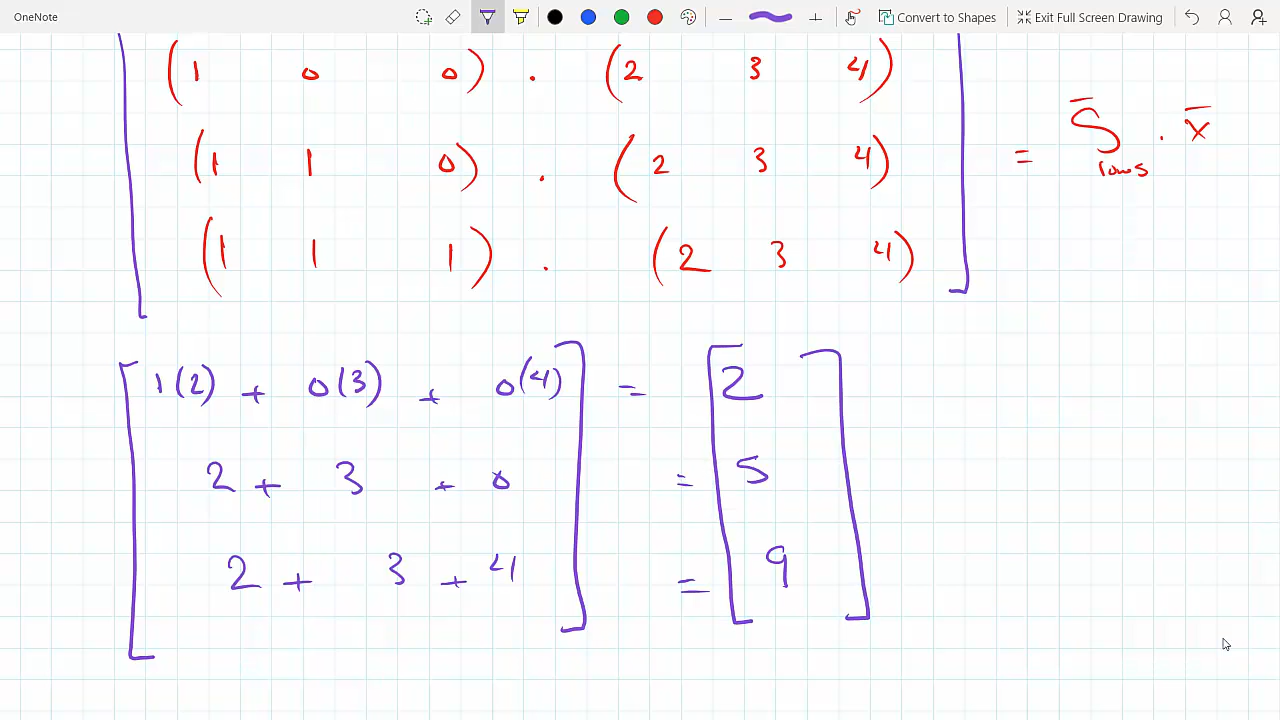 OneNote Convert to Shapes Exit Full Screen Drawing
(1 0 0) . (2 3 4)
(1 1 0) . (2 3 4) = S̄ rows . x̄
(1 1 1) . (2 3 4)
1(2) + 0(3) + 0(4) = 2
2 + 3 + 0 = 5
2 + 3 + 4 = 9